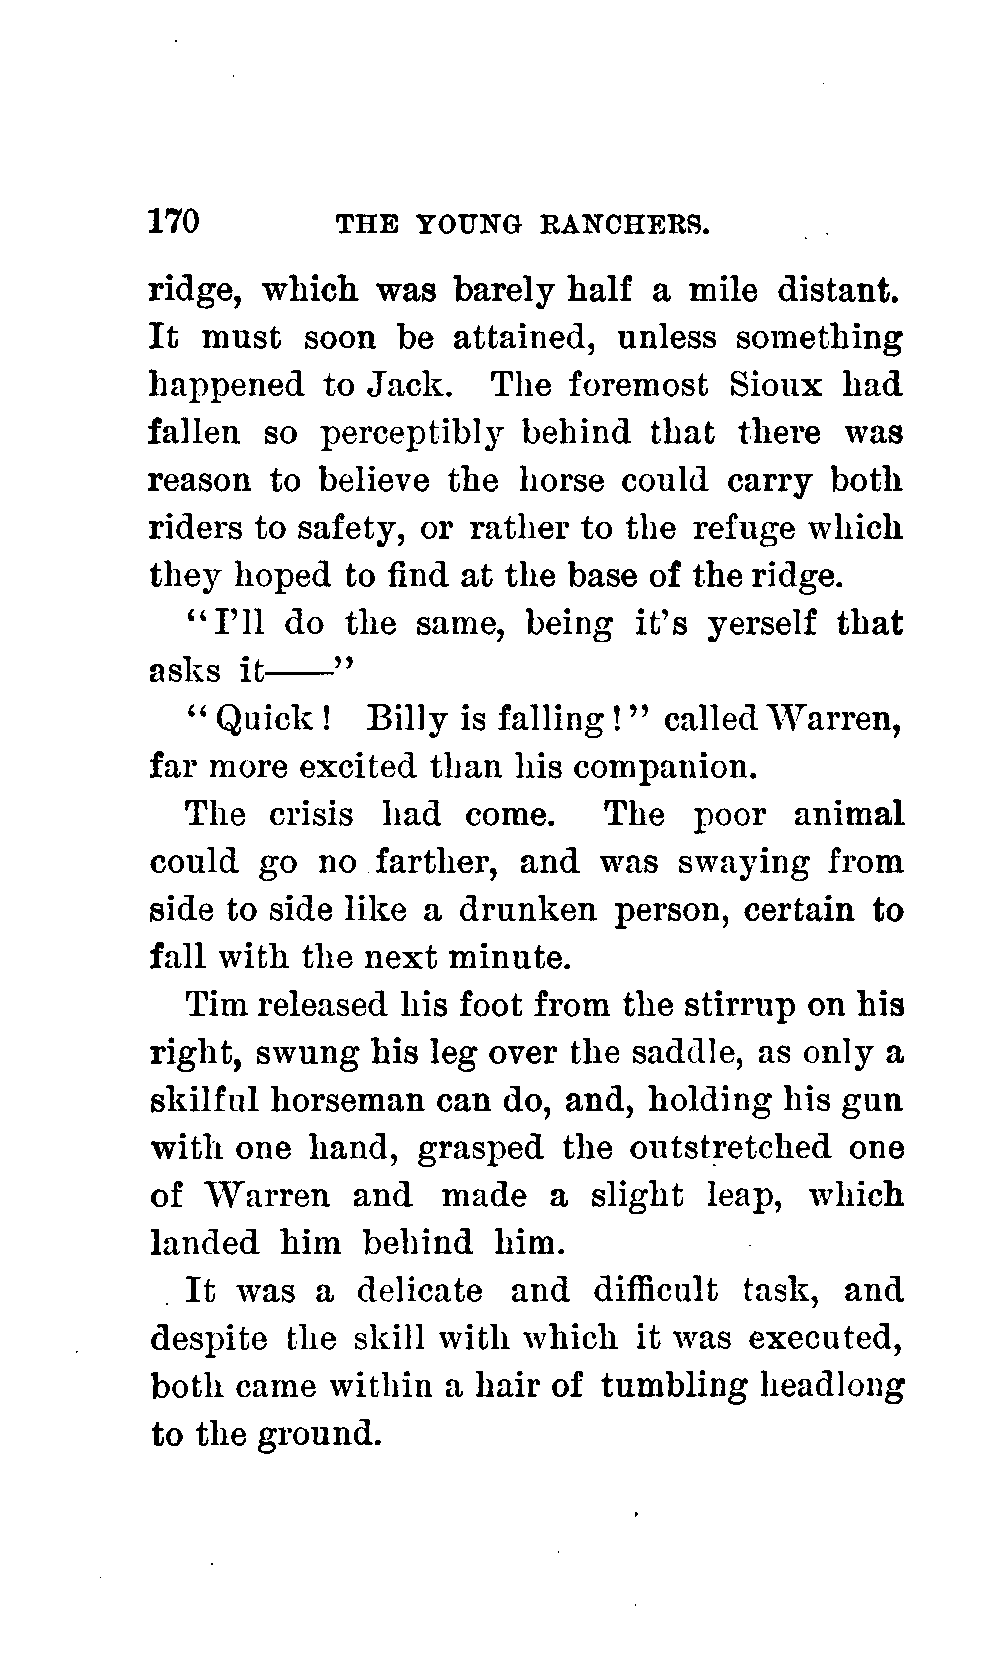 170 THE YOUNG RANCHERS.
ridge, which was barely half a mile distant.
It must soon be attained, unless something
happened to Jack. The foremost Sioux had
fallen so perceptibly behind that there was
reason to believe the horse could carry both
riders to safety, or rather to the refuge which
they hoped to find at the base of the ridge.
“I’ll do the same, being it’s yerself that
asks it——”
“Quick! Billy is falling!” called Warren,
far more excited than his companion.
The crisis had come. The poor animal
could go no farther, and was swaying from
side to side like a drunken person, certain to
fall with the next minute.
Tim released his foot from the stirrup on his
right, swung his leg over the saddle, as only a
skilful horseman can do, and, holding his gun
with one hand, grasped the outstretched one
of Warren and made a slight leap, which
landed him behind him.
It was a delicate and difficult task, and
despite the skill with which it was executed,
both came within a hair of tumbling headlong
to the ground.